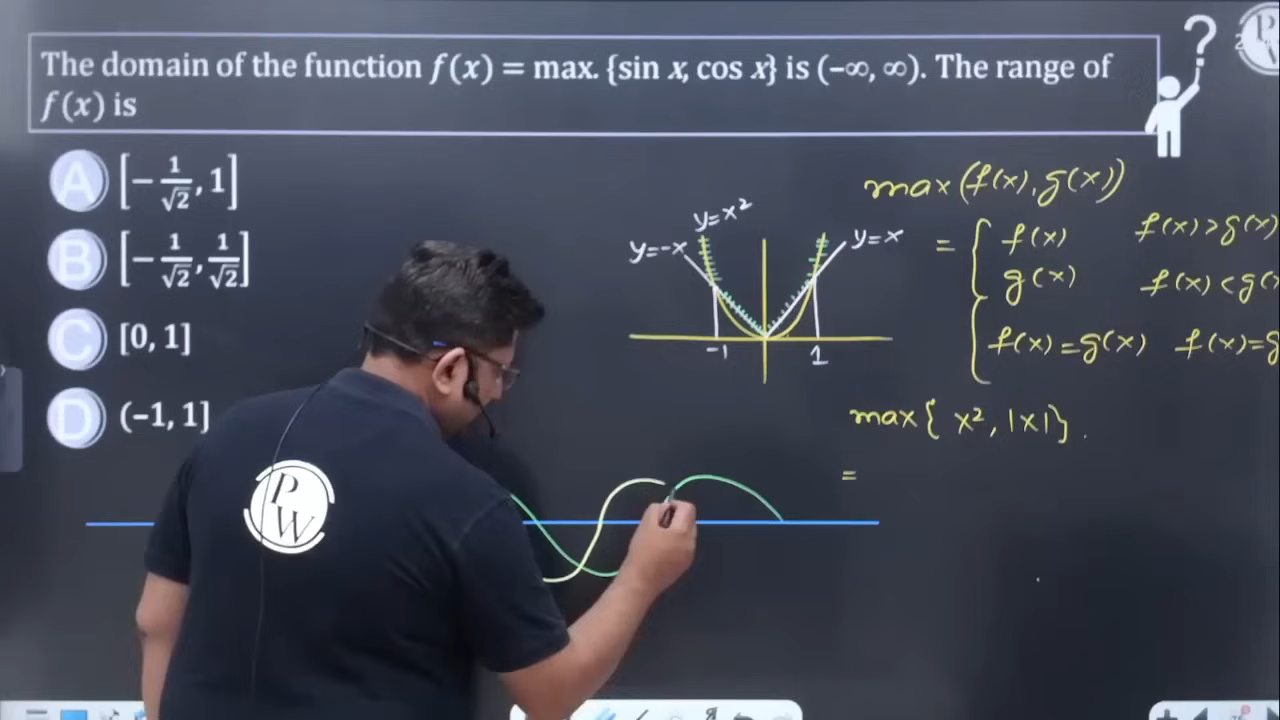 The domain of the function f(x) = max. {sin x, cos x} is (−∞, ∞). The range of
f(x) is
A [−1/√2, 1]
B [−1/√2, 1/√2]
C [0, 1]
D (−1, 1]
max(f(x), g(x))
= { f(x) f(x)>g(x)
g(x) f(x)<g(
f(x)=g(x) f(x)=g
y=x²
y=-x
y=x
-1
1
max{ x², |x|}.
=
?
PW
P
W